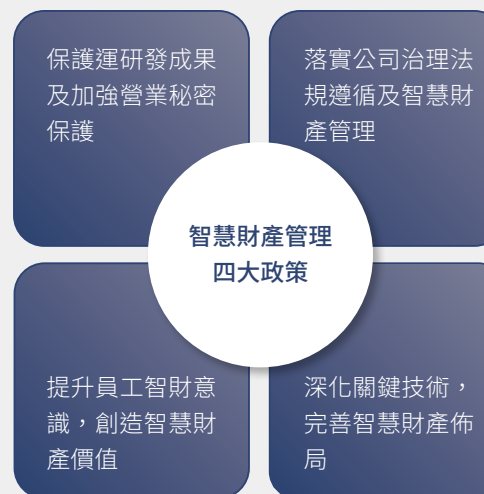 保護運研發成果
及加強營業秘密
保護
落實公司治理法
規遵循及智慧財
產管理
智慧財產管理
四大政策
提升員工智財意
識，創造智慧財
產價值
深化關鍵技術，
完善智慧財產佈
局